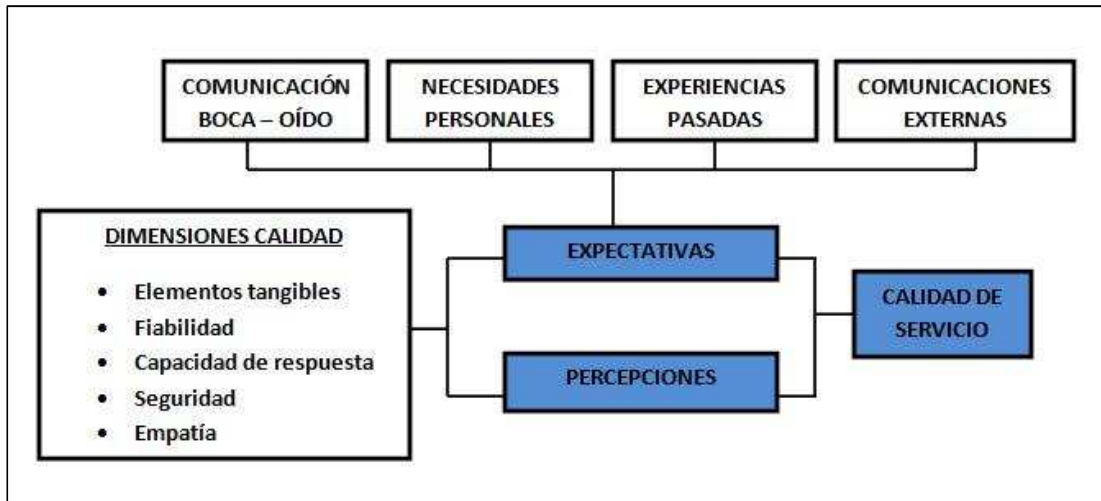 COMUNICACIÓN
BOCA – OÍDO
NECESIDADES
PERSONALES
EXPERIENCIAS
PASADAS
COMUNICACIONES
EXTERNAS
DIMENSIONES CALIDAD
• Elementos tangibles
• Fiabilidad
• Capacidad de respuesta
• Seguridad
• Empatía
EXPECTATIVAS
PERCEPCIONES
CALIDAD DE
SERVICIO